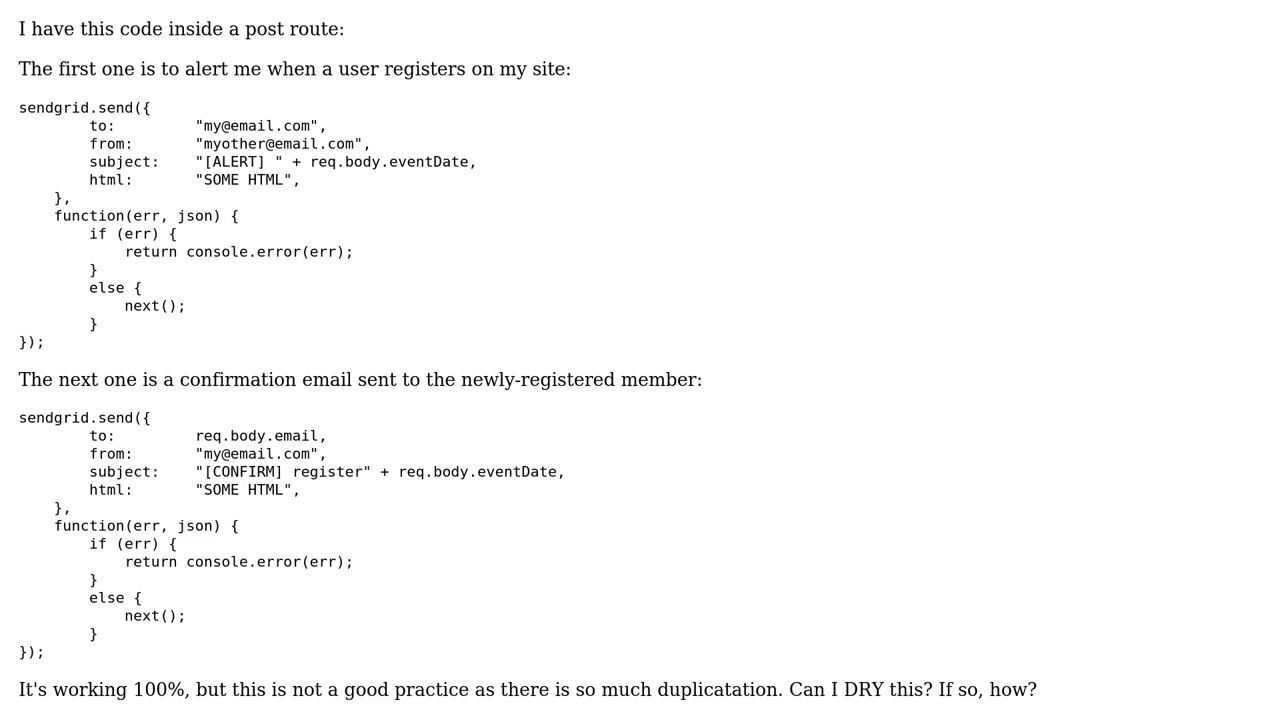 I have this code inside a post route:
The first one is to alert me when a user registers on my site:
sendgrid.send({
        to:         "my@email.com",
        from:       "myother@email.com",
        subject:    "[ALERT] " + req.body.eventDate,
        html:       "SOME HTML",
    },
    function(err, json) {
        if (err) {
            return console.error(err);
        }
        else {
            next();
        }
});
The next one is a confirmation email sent to the newly-registered member:
sendgrid.send({
        to:         req.body.email,
        from:       "my@email.com",
        subject:    "[CONFIRM] register" + req.body.eventDate,
        html:       "SOME HTML",
    },
    function(err, json) {
        if (err) {
            return console.error(err);
        }
        else {
            next();
        }
});
It's working 100%, but this is not a good practice as there is so much duplicatation. Can I DRY this? If so, how?